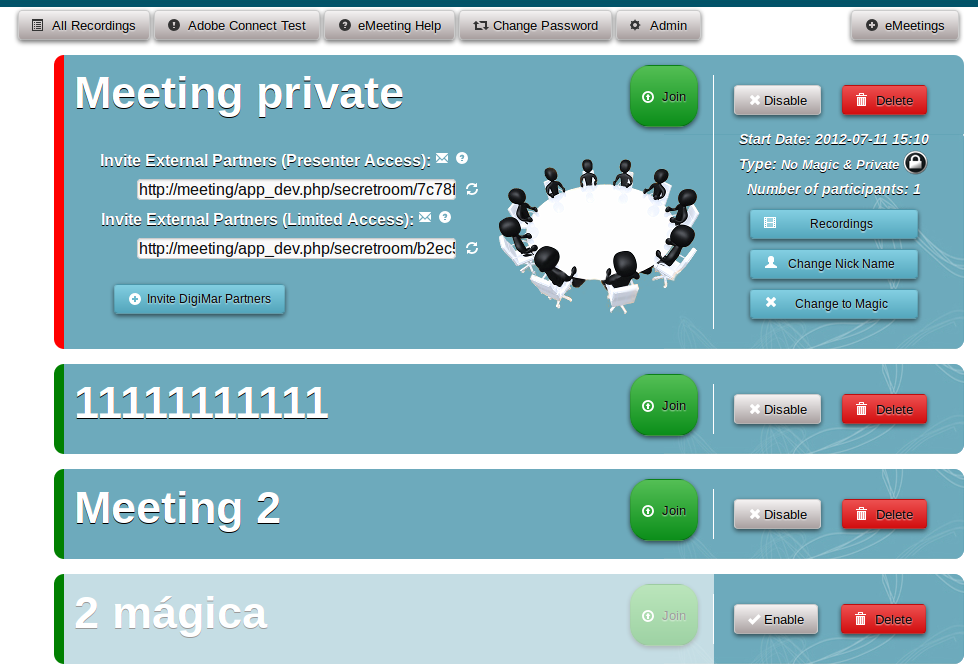 All Recordings Adobe Connect Test eMeeting Help Change Password Admin eMeetings
Meeting private
Join
Disable Delete
Start Date: 2012-07-11 15:10
Type: No Magic & Private
Number of participants: 1
Invite External Partners (Presenter Access):
http://meeting/app_dev.php/secretroom/7c78f
Invite External Partners (Limited Access):
http://meeting/app_dev.php/secretroom/b2ec5
Invite DigiMar Partners
Recordings
Change Nick Name
Change to Magic
11111111111 Join Disable Delete
Meeting 2 Join Disable Delete
2 mágica Join Enable Delete